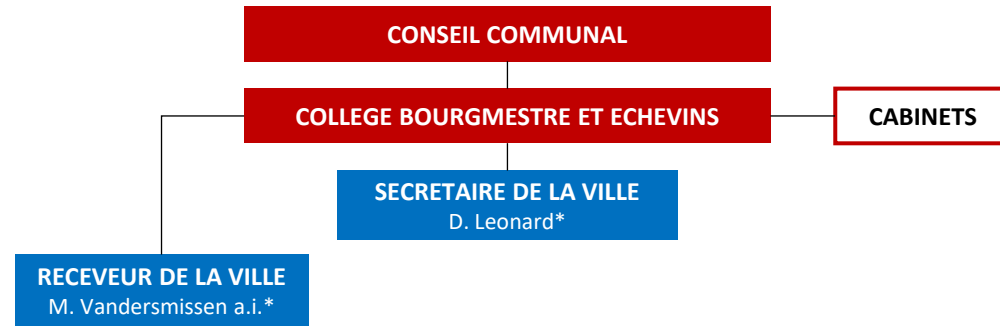 CONSEIL COMMUNAL
COLLEGE BOURGMESTRE ET ECHEVINS
CABINETS
SECRETAIRE DE LA VILLE
D. Leonard*
RECEVEUR DE LA VILLE
M. Vandersmissen a.i.*